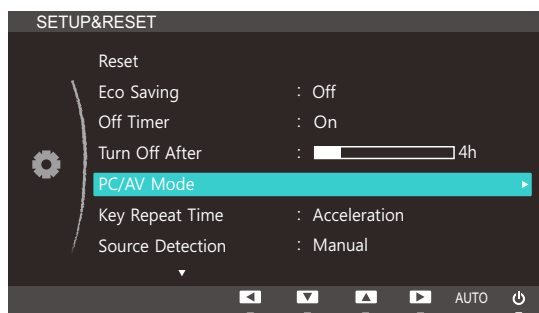 SETUP&RESET
Reset
Eco Saving : Off
Off Timer : On
Turn Off After : 4h
PC/AV Mode
Key Repeat Time : Acceleration
Source Detection : Manual
AUTO